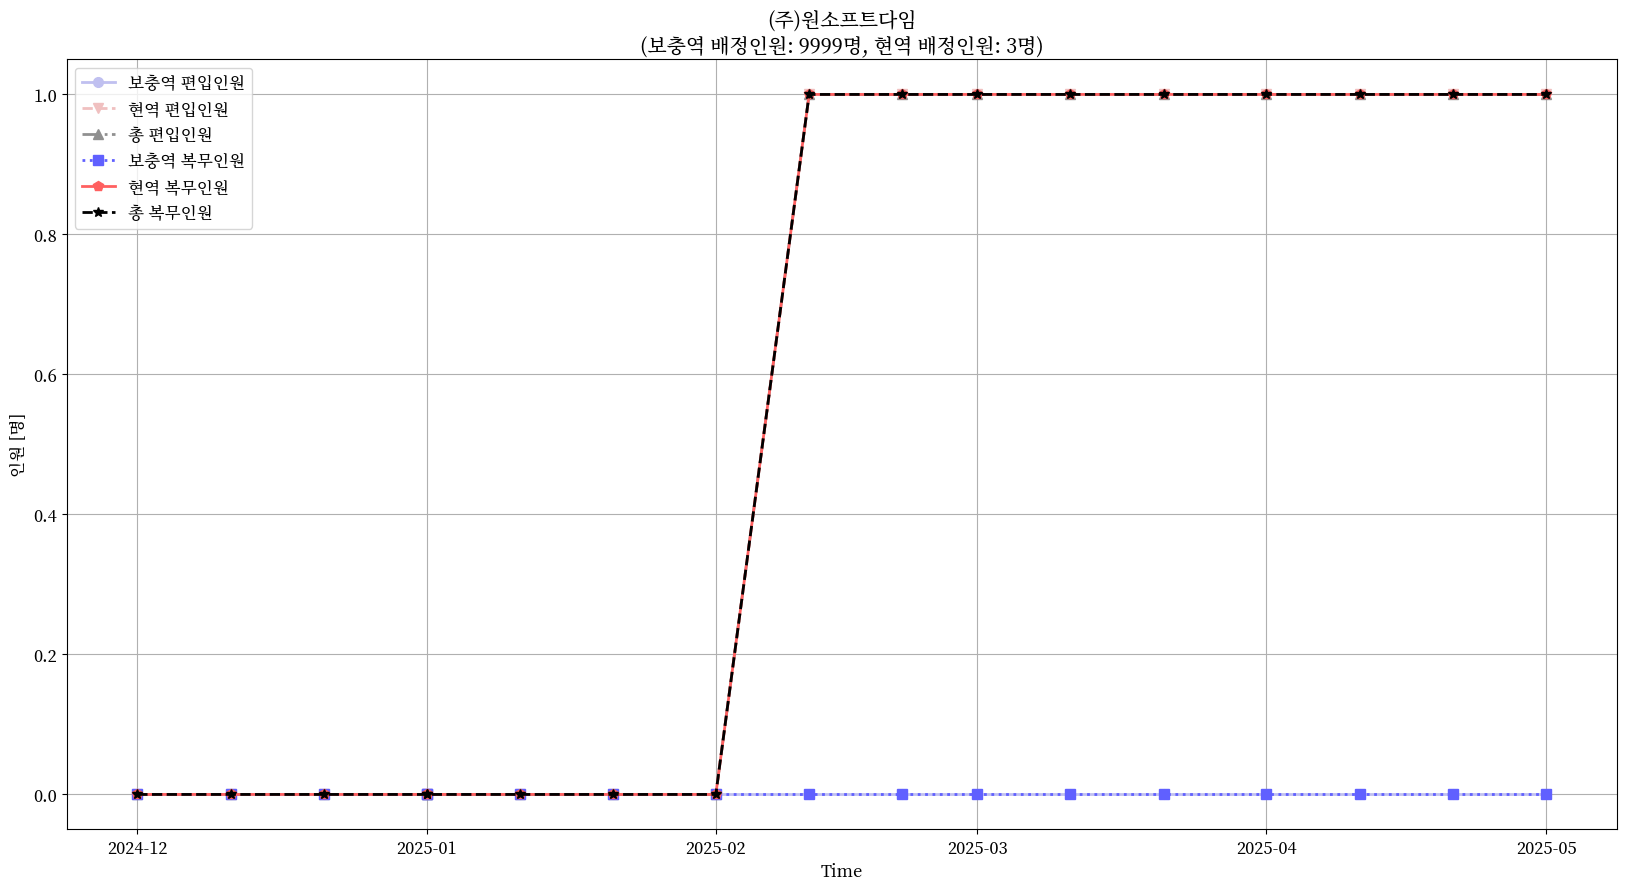 (주)원소프트다임
(보충역 배정인원: 9999명, 현역 배정인원: 3명)
보충역 편입인원
현역 편입인원
총 편입인원
보충역 복무인원
현역 복무인원
총 복무인원
1.0
0.8
0.6
0.4
0.2
0.0
인원 [명]
2024-12
2025-01
2025-02
2025-03
2025-04
2025-05
Time